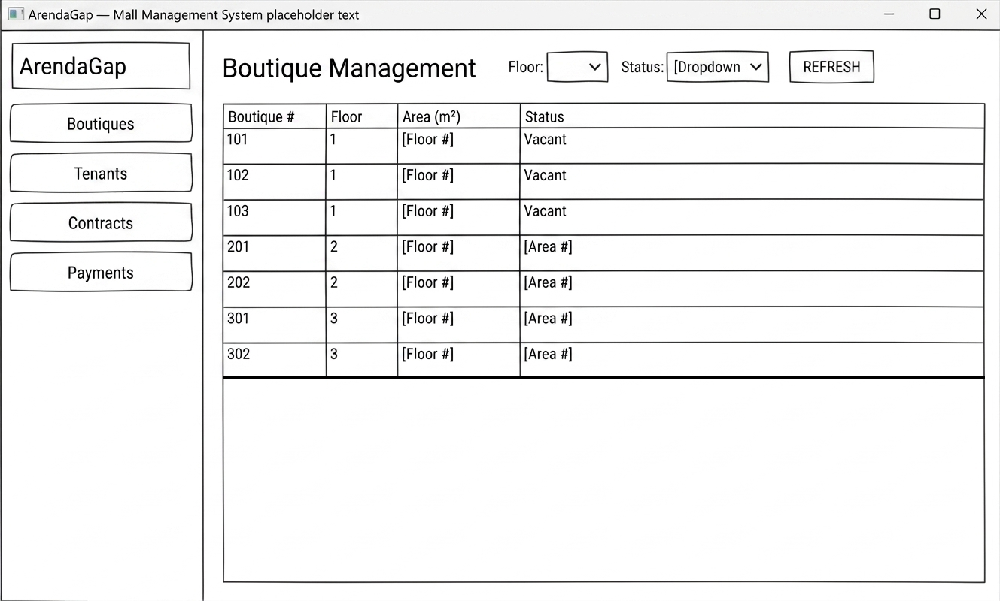 ArendaGap — Mall Management System placeholder text
ArendaGap
Boutiques
Tenants
Contracts
Payments
Boutique Management Floor: Status: [Dropdown REFRESH
Boutique # Floor Area (m²) Status
101 1 [Floor #] Vacant
102 1 [Floor #] Vacant
103 1 [Floor #] Vacant
201 2 [Floor #] [Area #]
202 2 [Floor #] [Area #]
301 3 [Floor #] [Area #]
302 3 [Floor #] [Area #]